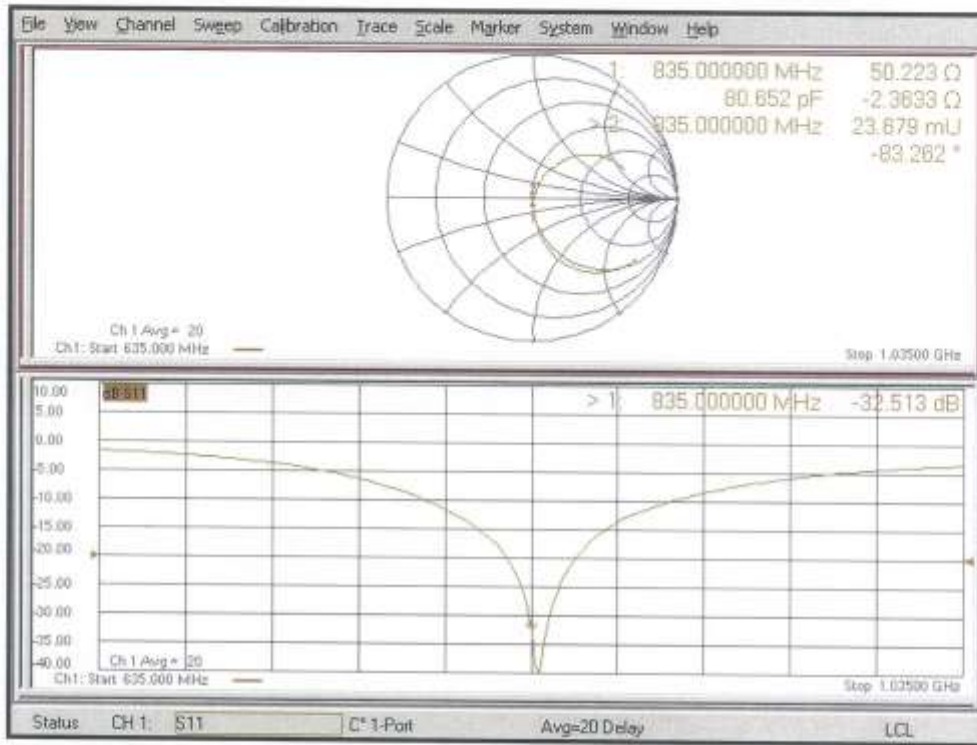 File View Channel Sweep Calibration Trace Scale Marker System Window Help
1: 835.000000 MHz 50.223 Ω
80.652 pF -2.3633 Ω
> 2: 835.000000 MHz 23.679 mU
-83.262 °
Ch 1 Avg = 20
Ch1: Start 635.000 MHz
Stop 1.03500 GHz
10.00 dB S11
> 1: 835.000000 MHz -32.513 dB
5.00
0.00
-5.00
-10.00
-15.00
-20.00
-25.00
-30.00
-35.00
-40.00
Ch 1 Avg = 20
Ch1: Start 635.000 MHz
Stop 1.03500 GHz
Status CH 1: S11 C* 1-Port Avg=20 Delay LCL